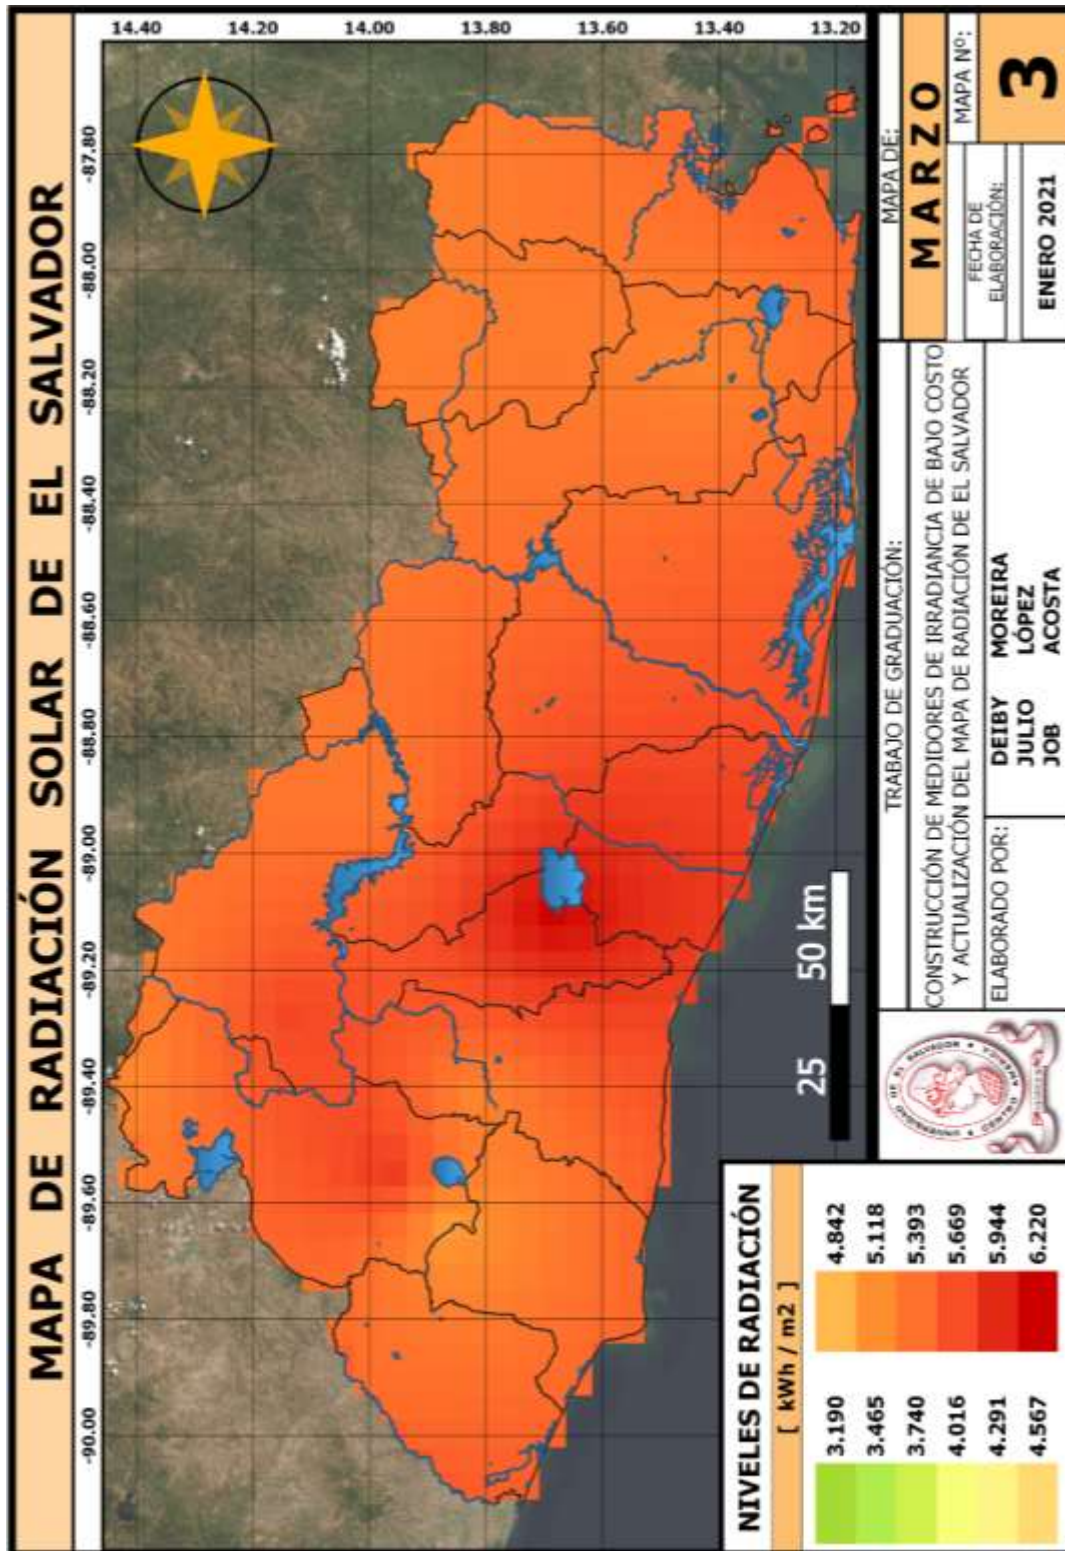 MAPA DE RADIACIÓN SOLAR DE EL SALVADOR
-90.00 -89.80 -89.60 -89.40 -89.20 -89.00 -88.80 -88.60 -88.40 -88.20 -88.00 -87.80
14.40
14.20
14.00
13.80
13.60
13.40
13.20
25 50 km
NIVELES DE RADIACIÓN
[ kWh / m2 ]
3.190 4.842
3.465 5.118
3.740 5.393
4.016 5.669
4.291 5.944
4.567 6.220
UNIVERSIDAD DE EL SALVADOR
CENTRO AMERICA
TRABAJO DE GRADUACIÓN:
CONSTRUCCIÓN DE MEDIDORES DE IRRADIANCIA DE BAJO COSTO
Y ACTUALIZACIÓN DEL MAPA DE RADIACIÓN DE EL SALVADOR
ELABORADO POR:
DEIBY MOREIRA
JULIO LÓPEZ
JOB ACOSTA
MAPA DE:
MARZO
FECHA DE
ELABORACIÓN:
ENERO 2021
MAPA Nº:
3